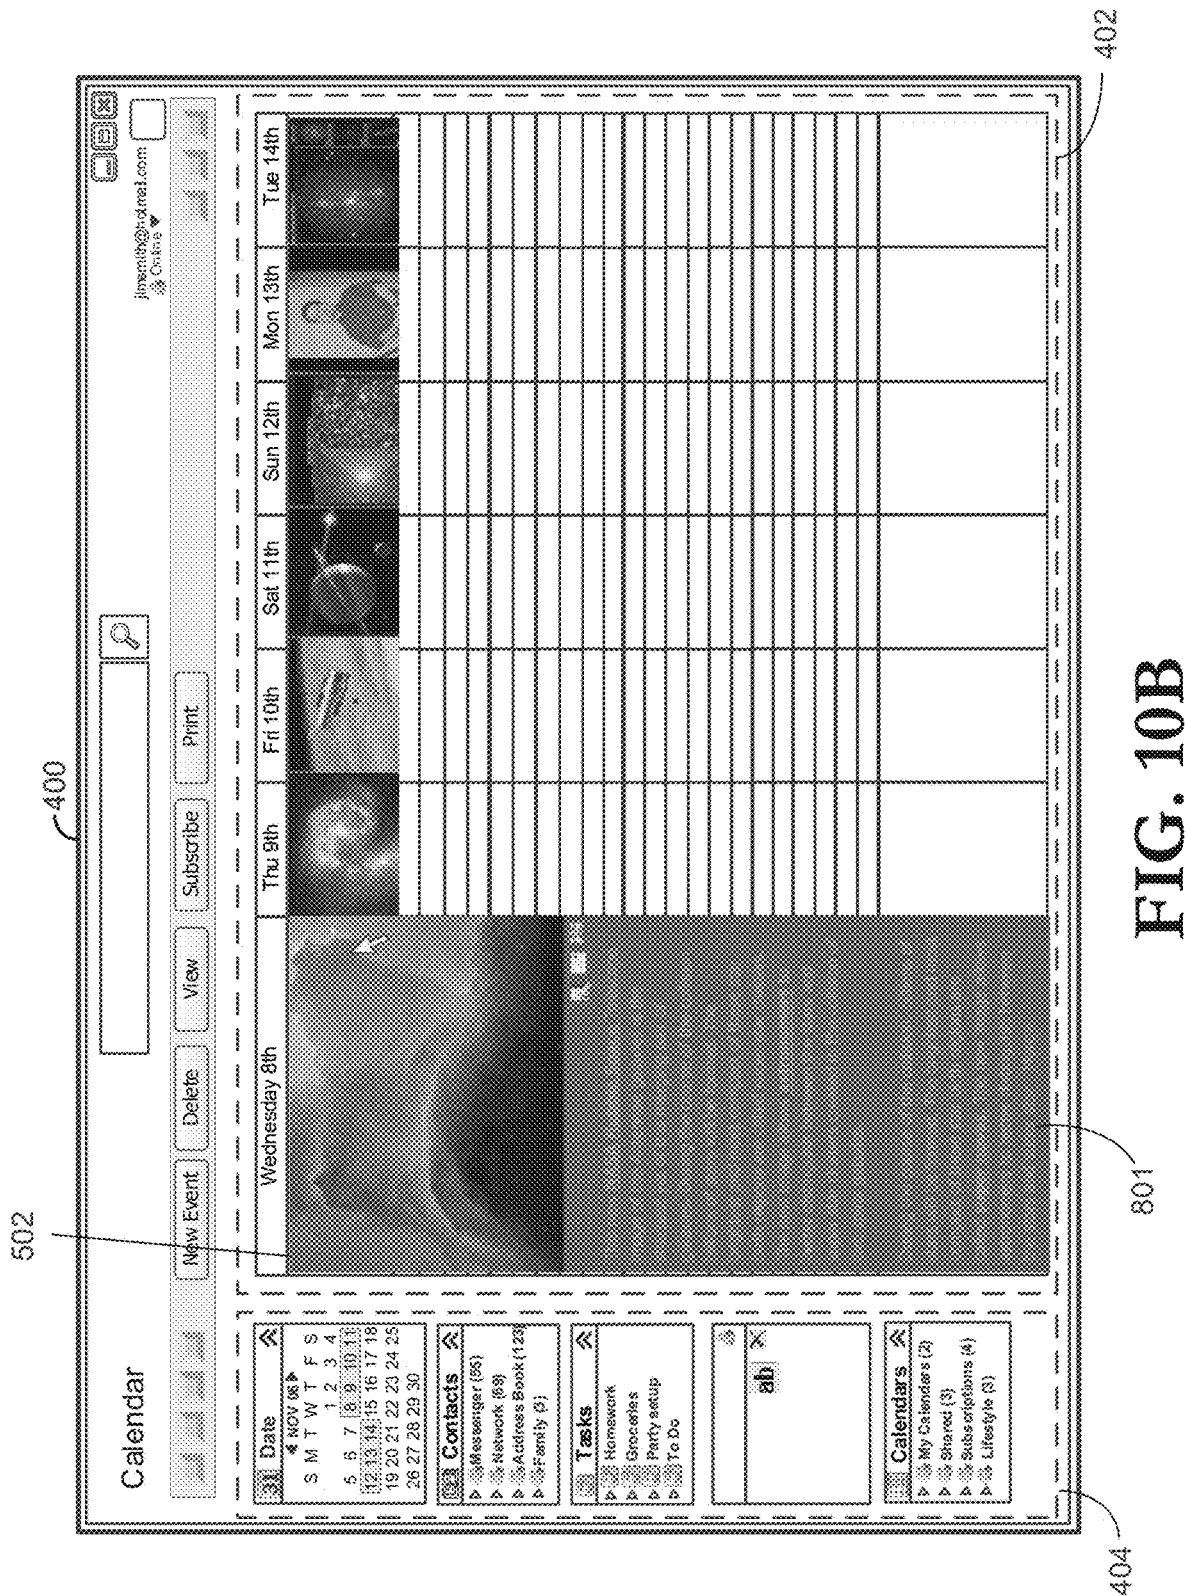 400
Calendar
jimsmith@hotmail.com
Online
New Event Delete View Subscribe Print
502
31 Date
NOV 06
S M T W T F S
1 2 3 4
5 6 7 8 9 10 11
12 13 14 15 16 17 18
19 20 21 22 23 24 25
26 27 28 29 30
Contacts
Messenger (55)
Network (69)
Address Book (123)
Family (3)
Tasks
Homework
Groceries
Party setup
To Do
ab
Calendars
My Calendars (2)
Shared (3)
Subscriptions (4)
Lifestyle (3)
Wednesday 8th Thu 9th Fri 10th Sat 11th Sun 12th Mon 13th Tue 14th
404
801
402
FIG. 10B